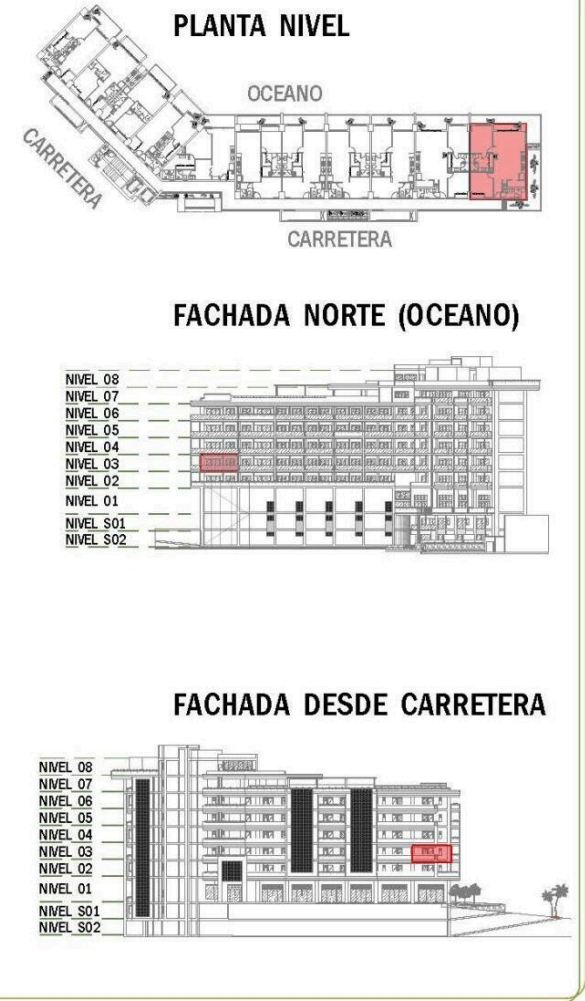 PLANTA NIVEL
OCEANO
CARRETERA
CARRETERA
FACHADA NORTE (OCEANO)
NIVEL 08
NIVEL 07
NIVEL 06
NIVEL 05
NIVEL 04
NIVEL 03
NIVEL 02
NIVEL 01
NIVEL S01
NIVEL S02
FACHADA DESDE CARRETERA
NIVEL 08
NIVEL 07
NIVEL 06
NIVEL 05
NIVEL 04
NIVEL 03
NIVEL 02
NIVEL 01
NIVEL S01
NIVEL S02